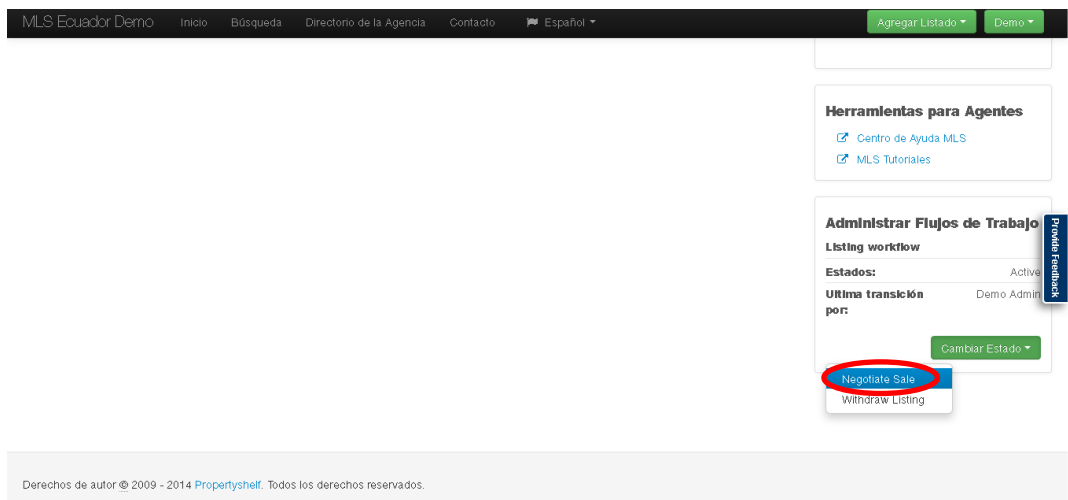 MLS Ecuador Demo Inicio Búsqueda Directorio de la Agencia Contacto Español Agregar Listado Demo
Herramientas para Agentes
Centro de Ayuda MLS
MLS Tutoriales
Administrar Flujos de Trabajo
Listing workflow
Estados: Active
Ultima transición por: Demo Admin
Cambiar Estado
Negotiate Sale
Withdraw Listing
Provide Feedback
Derechos de autor © 2009 - 2014 Propertyshelf. Todos los derechos reservados.